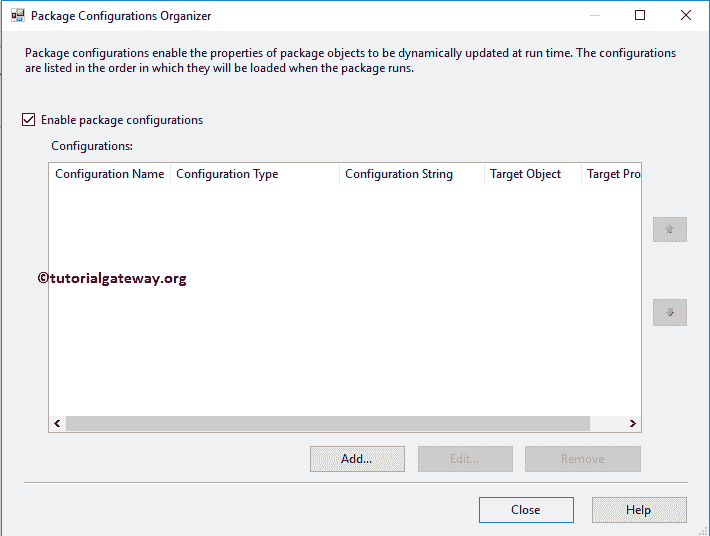 Package Configurations Organizer
Package configurations enable the properties of package objects to be dynamically updated at run time. The configurations
are listed in the order in which they will be loaded when the package runs.
Enable package configurations
Configurations:
Configuration Name Configuration Type Configuration String Target Object Target Pro
©tutorialgateway.org
Add... Edit... Remove
Close Help